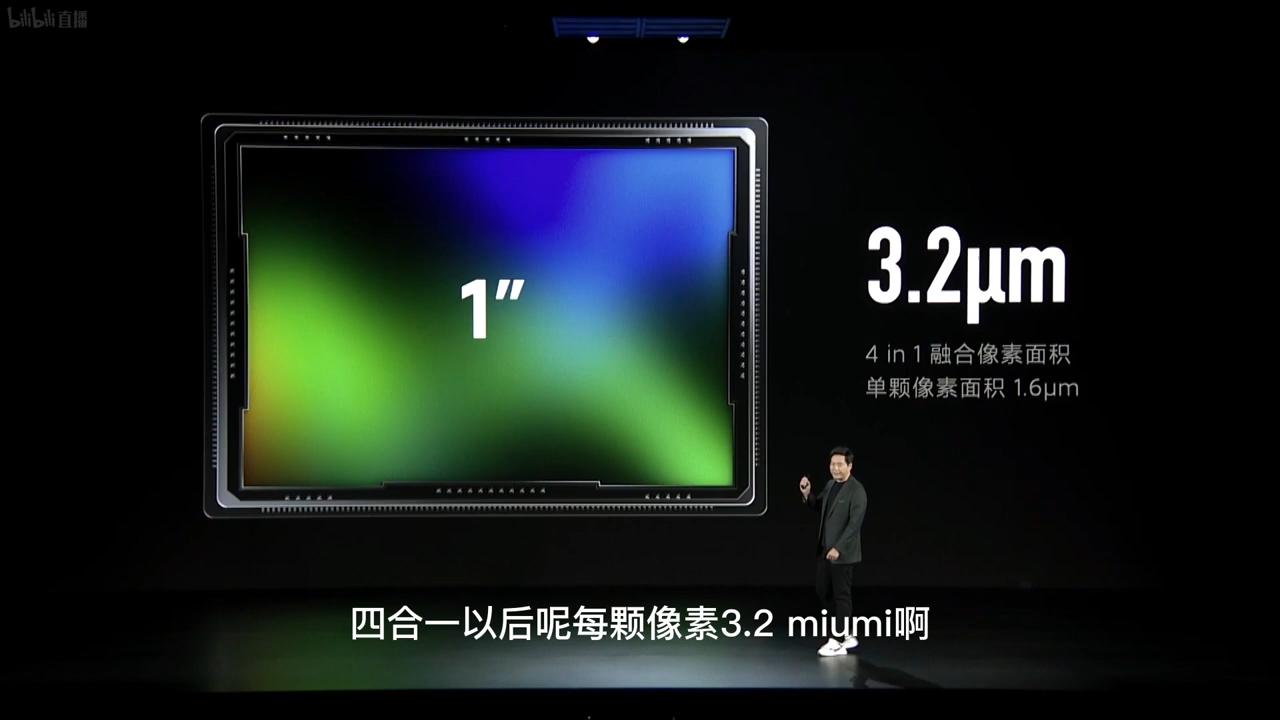 bilibili直播
1″
3.2μm
4 in 1 融合像素面积
单颗像素面积 1.6μm
四合一以后呢每颗像素3.2 miumi啊